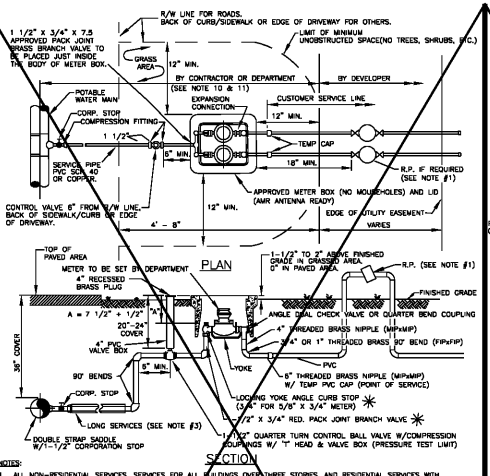 R/W LINE FOR ROADS.
BACK OF CURB/SIDEWALK OR EDGE OF DRIVEWAY FOR OTHERS.
1 1/2" X 3/4" X 7.5
APPROVED PACK JOINT
BRASS BRANCH VALVE TO
BE PLACED JUST INSIDE
THE BODY OF METER BOX.
LIMIT OF MINIMUM
UNOBSTRUCTED SPACE(NO TREES, SHRUBS, ETC.)
GRASS
AREA
12" MIN.
BY CONTRACTOR OR DEPARTMENT
BY DEVELOPER
(SEE NOTE 10 & 11)
POTABLE
WATER MAIN
EXPANSION
CONNECTION
CUSTOMER SERVICE LINE
CORP. STOP
COMPRESSION FITTING
12" MIN.
1 1/2"
TEMP CAP
6" MIN.
18" MIN.
SERVICE PIPE
PVC SCH 40
OR COPPER.
R.P. IF REQUIRED
(SEE NOTE #1)
APPROVED METER BOX (NO MOUSEHOLES) AND LID
(AMR ANTENNA READY)
CONTROL VALVE 6" FROM R/W LINE,
BACK OF SIDEWALK/CURB OR EDGE
OF DRIVEWAY.
12" MIN.
EDGE OF UTILITY EASEMENT
4' - 8"
VARIES
TOP OF
PAVED AREA
PLAN
1-1/2" TO 2" ABOVE FINISHED
GRADE IN GRASSED AREA.
0" IN PAVED AREA.
R.P. (SEE NOTE #1)
METER TO BE SET BY DEPARTMENT
4" RECESSED
BRASS PLUG
FINISHED GRADE
A = 7 1/2" + 1/2"
"A"
ANGLE DUAL CHECK VALVE OR QUARTER BEND COUPLING
20"-24"
COVER
4" THREADED BRASS NIPPLE (MIPxMIP)
36" COVER
4" PVC
VALVE BOX
3/4" OR 1" THREADED BRASS 90° BEND (FIPxFIP)
6" MIN.
YOKE
PVC
90° BENDS
6" THREADED BRASS NIPPLE (MIPxMIP)
W/ TEMP PVC CAP (POINT OF SERVICE)
CORP. STOP
LOCKING YOKE ANGLE CURB STOP *
(3/4" FOR 5/8" X 3/4" METER)
LONG SERVICES (SEE NOTE #3)
1-1/2" X 3/4" RED. PACK JOINT BRANCH VALVE *
DOUBLE STRAP SADDLE
W/1-1/2" CORPORATION STOP
1-1/2" QUARTER TURN CONTROL BALL VALVE W/COMPRESSION
COUPLINGS W/ 'T' HEAD & VALVE BOX (PRESSURE TEST LIMIT)
SECTION
NOTES:
ALL NON-RESIDENTIAL SERVICES, SERVICES FOR ALL BUILDINGS OVER THREE STORIES, AND RESIDENTIAL SERVICES WITH